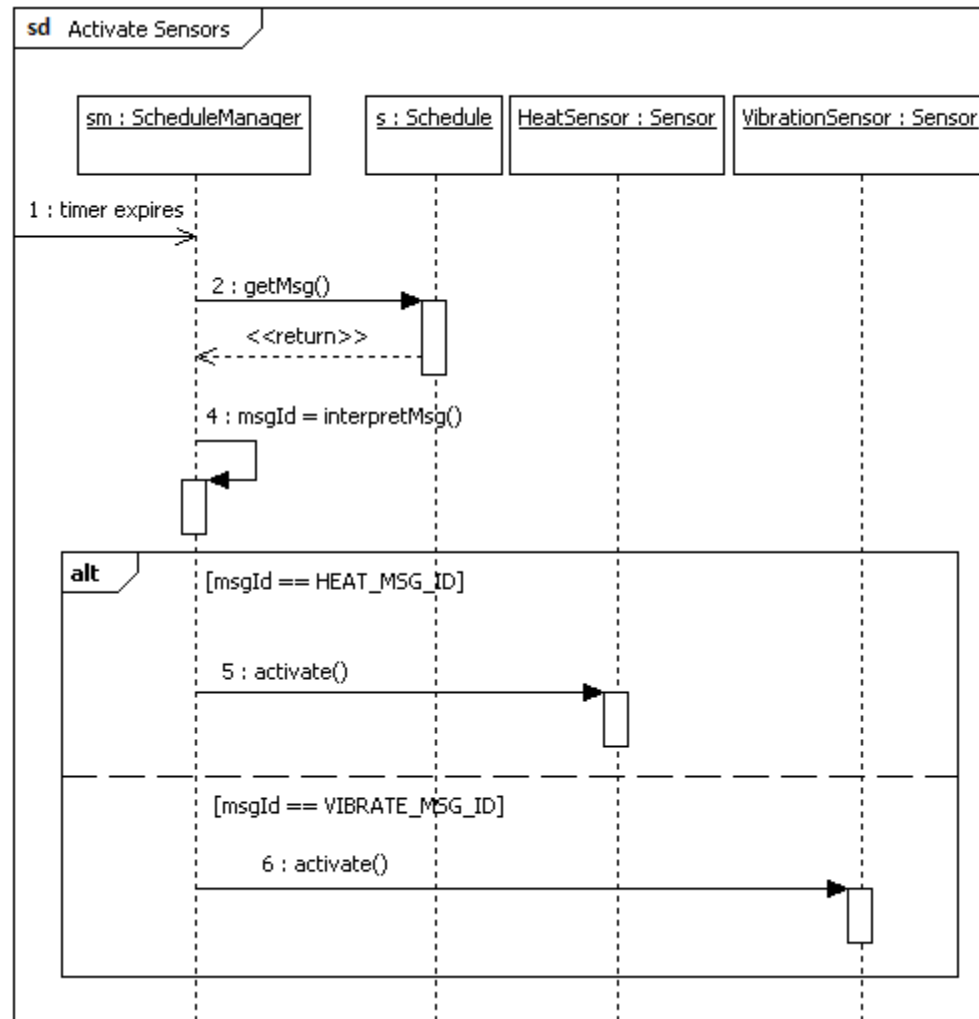 sd Activate Sensors
sm : ScheduleManager
s : Schedule
HeatSensor : Sensor
VibrationSensor : Sensor
1 : timer expires
2 : getMsg()
<<return>>
4 : msgId = interpretMsg()
alt
[msgId == HEAT_MSG_ID]
5 : activate()
[msgId == VIBRATE_MSG_ID]
6 : activate()